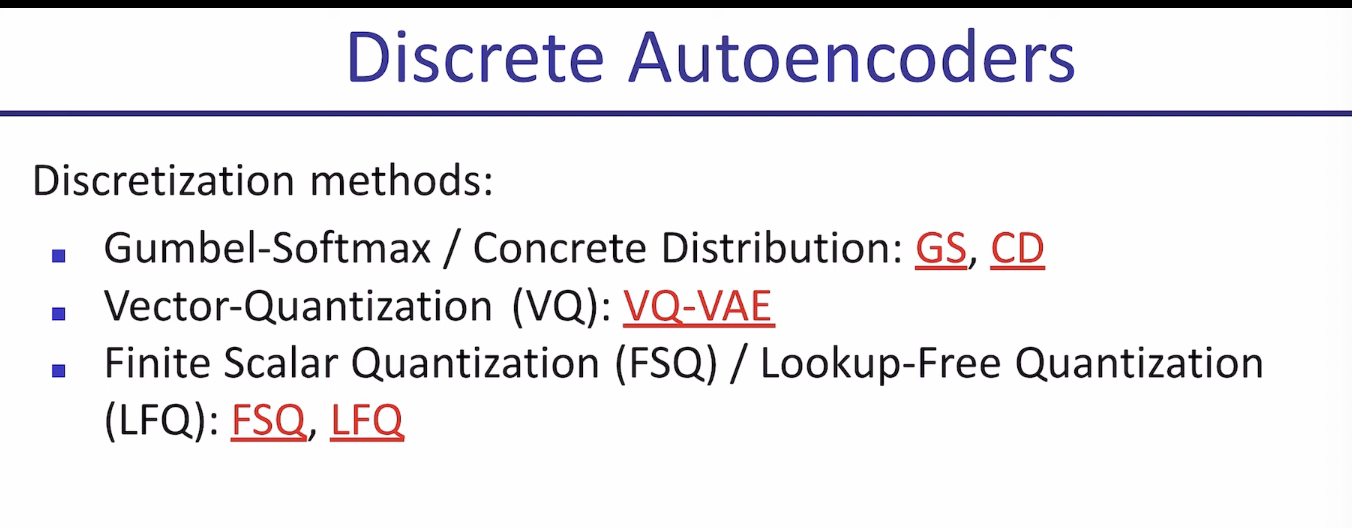 Discrete Autoencoders
Discretization methods:
Gumbel-Softmax / Concrete Distribution: GS, CD
Vector-Quantization (VQ): VQ-VAE
Finite Scalar Quantization (FSQ) / Lookup-Free Quantization
(LFQ): FSQ, LFQ